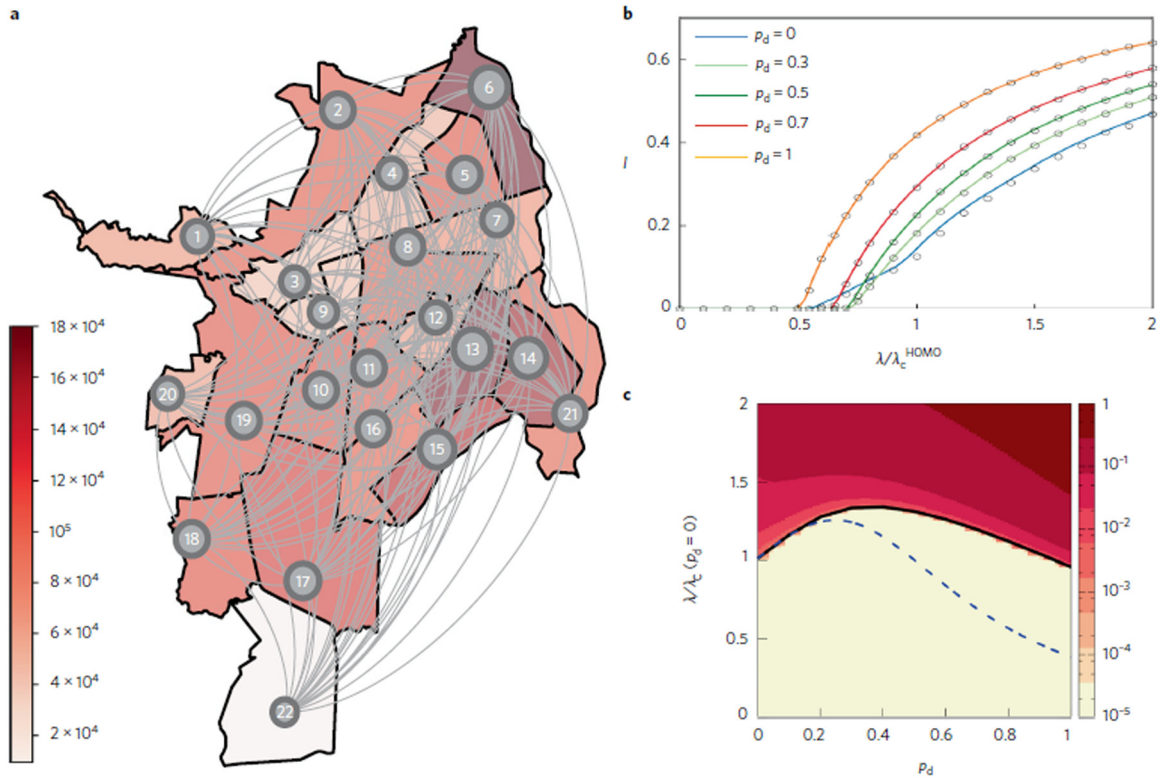 a
1
2
3
4
5
6
7
8
9
10
11
12
13
14
15
16
17
18
19
20
21
22
18 × 10⁴
16 × 10⁴
14 × 10⁴
12 × 10⁴
10⁵
8 × 10⁴
6 × 10⁴
4 × 10⁴
2 × 10⁴
b
p_d = 0
p_d = 0.3
p_d = 0.5
p_d = 0.7
p_d = 1
I
0.6
0.4
0.2
0
0 0.5 1 1.5 2
λ/λ_c^HOMO
c
λ/λ_c (p_d = 0)
2
1.5
1
0.5
0
0 0.2 0.4 0.6 0.8 1
p_d
1
10⁻¹
10⁻²
10⁻³
10⁻⁴
10⁻⁵